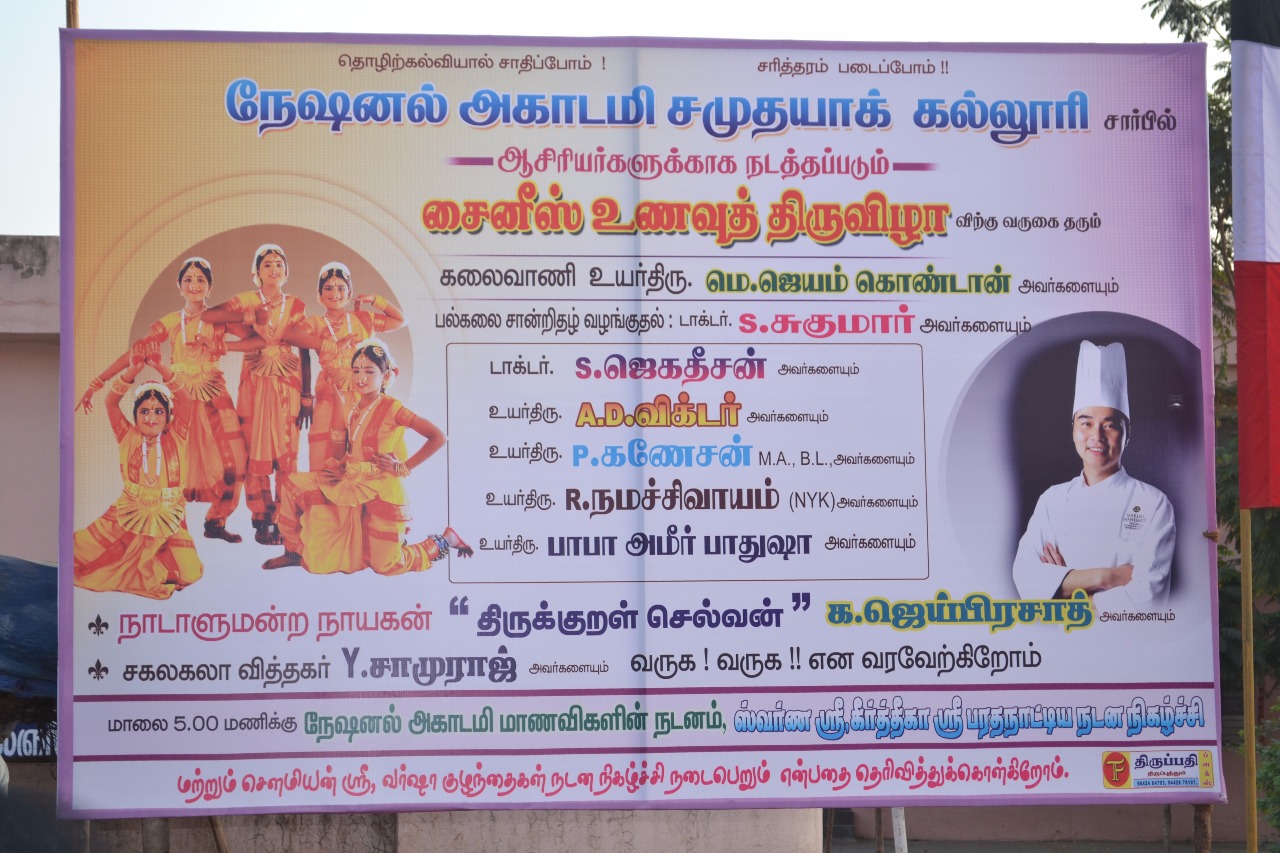 தொழிற்கல்வியால் சாதிப்போம் ! சரித்திரம் படைப்போம் !!
நேஷனல் அகாடமி சமுதயாக் கல்லூரி சார்பில்
ஆசிரியர்களுக்காக நடத்தப்படும்
சைனீஸ் உணவுத் திருவிழா விற்கு வருகை தரும்
கலைவாணி உயர்திரு. மெ.ஜெயம் கொண்டான் அவர்களையும்
பல்கலை சான்றிதழ் வழங்குதல் : டாக்டர். S.சுகுமார் அவர்களையும்
டாக்டர். S.ஜெகதீசன் அவர்களையும்
உயர்திரு. A.D.விக்டர் அவர்களையும்
உயர்திரு. P.கணேசன் M.A., B.L.,அவர்களையும்
உயர்திரு. R.நமச்சிவாயம் (NYK)அவர்களையும்
உயர்திரு. பாபா அமீர் பாதுஷா அவர்களையும்
நாடாளுமன்ற நாயகன் “திருக்குறள் செல்வன்” க.ஜெய்பிரசாத் அவர்களையும்
சகலகலா வித்தகர் Y.சாமுராஜ் அவர்களையும் வருக ! வருக !! என வரவேற்கிறோம்
மாலை 5.00 மணிக்கு நேஷனல் அகாடமி மாணவிகளின் நடனம், ஸ்வர்ண ஸ்ரீ, கீர்த்திகா ஸ்ரீ பரதநாட்டிய நடன நிகழ்ச்சி
மற்றும் சௌமியன் ஸ்ரீ, வர்ஷா குழந்தைகள் நடன நிகழ்ச்சி நடைபெறும் என்பதை தெரிவித்துக்கொள்கிறோம்.
திருப்பதி
திருப்புத்தூர்